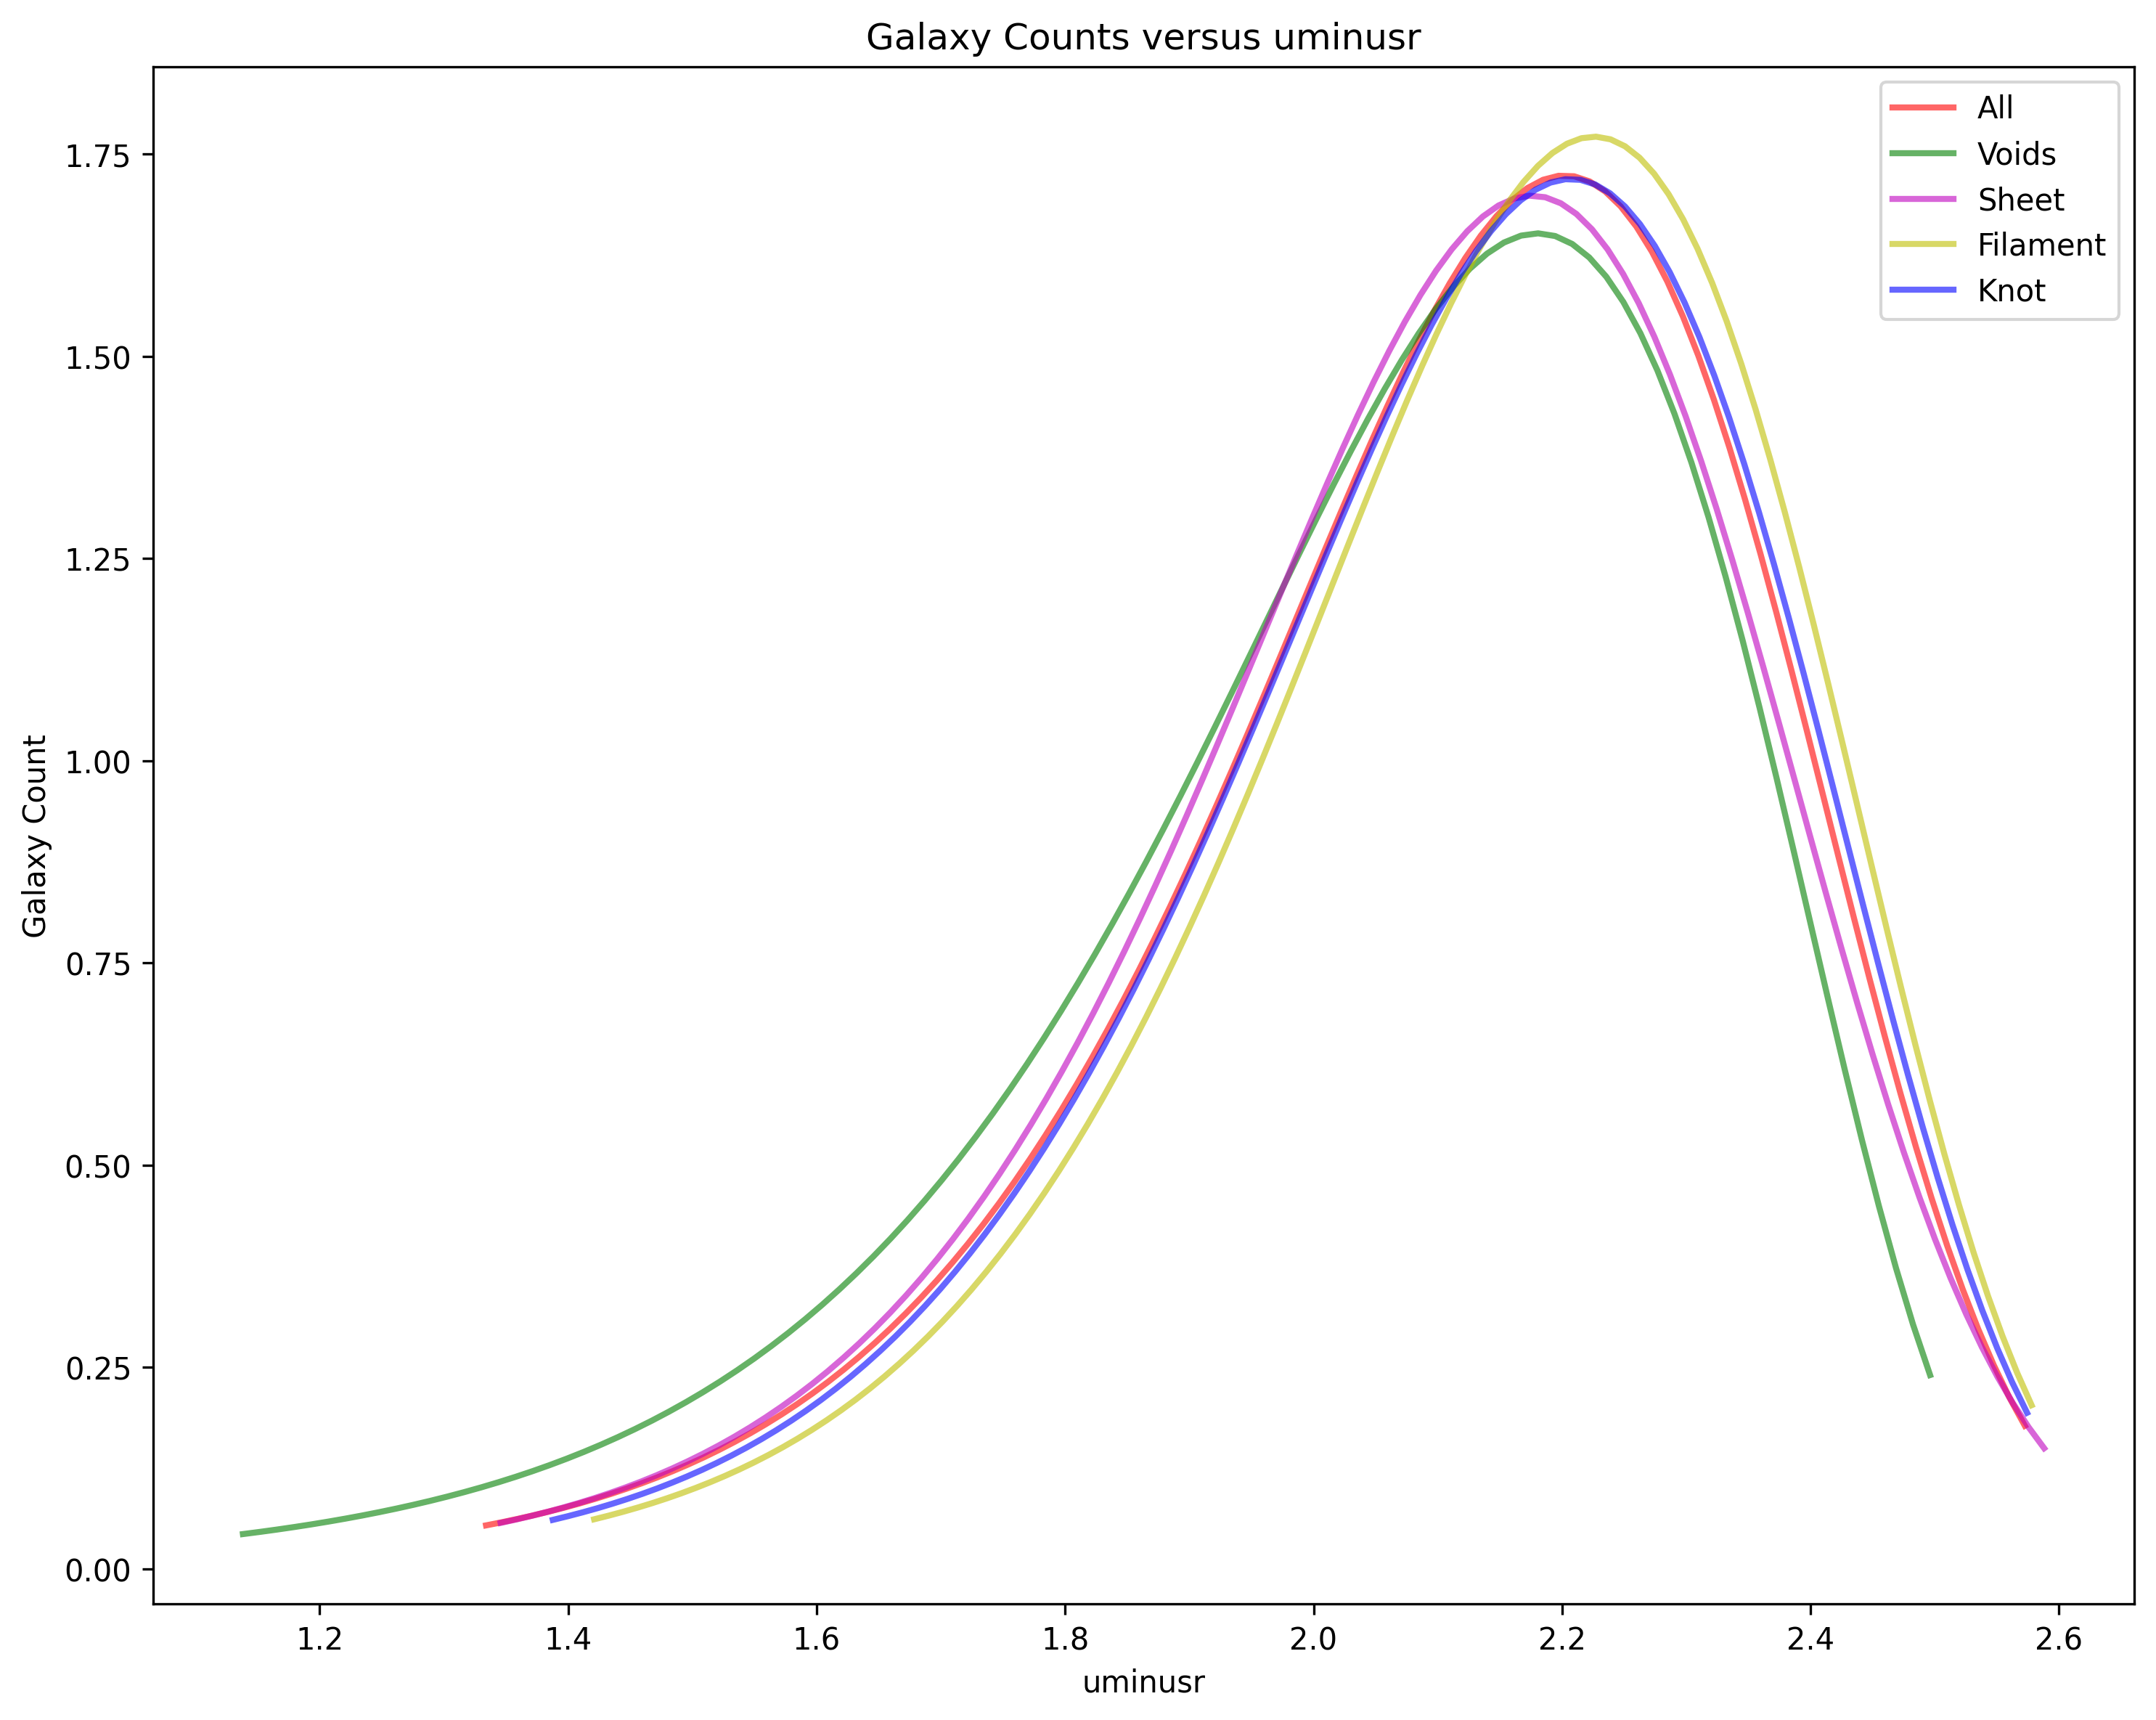 Galaxy Counts versus uminusr
All
Voids
Sheet
Filament
Knot
1.75
1.50
1.25
1.00
0.75
0.50
0.25
0.00
Galaxy Count
1.2 1.4 1.6 1.8 2.0 2.2 2.4 2.6
uminusr